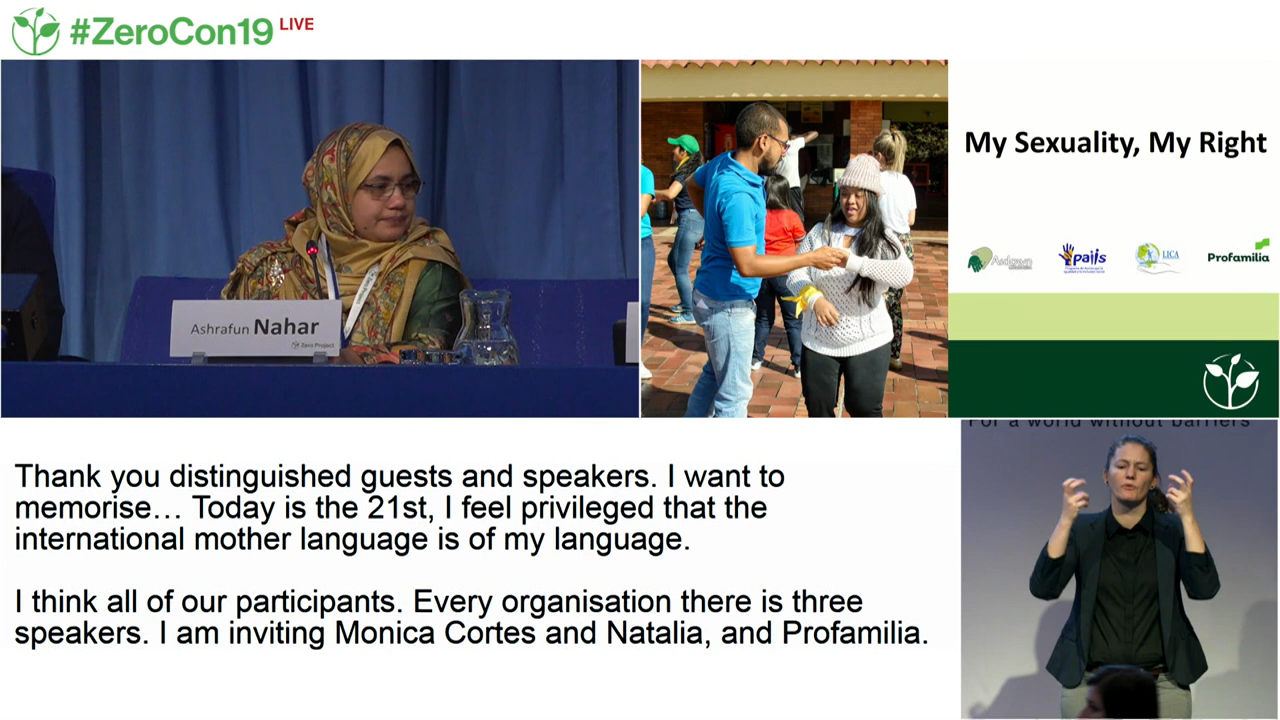 #ZeroCon19 LIVE
My Sexuality, My Right
Asdown
paiis
LICA
Profamilia
Ashrafun Nahar
Zero Project
For a world without barriers
Thank you distinguished guests and speakers. I want to
memorise… Today is the 21st, I feel privileged that the
international mother language is of my language.
I think all of our participants. Every organisation there is three
speakers. I am inviting Monica Cortes and Natalia, and Profamilia.